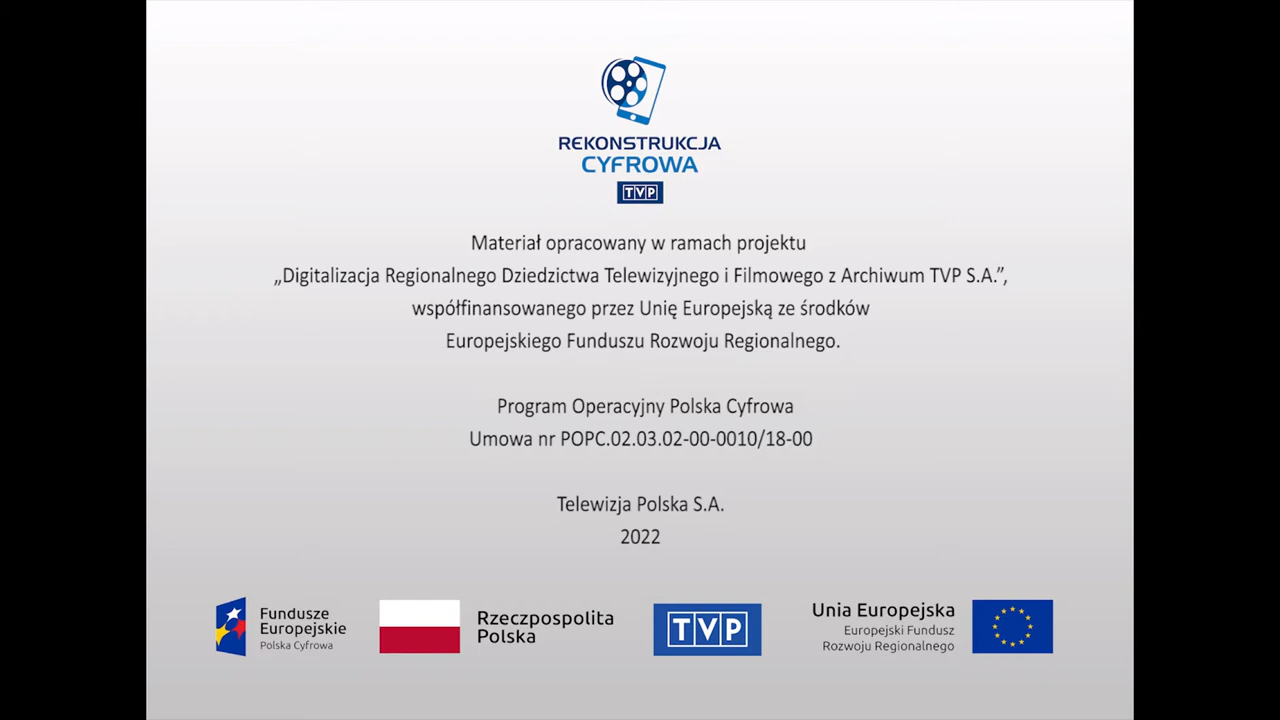 REKONSTRUKCJA
CYFROWA
TVP
Materiał opracowany w ramach projektu
„Digitalizacja Regionalnego Dziedzictwa Telewizyjnego i Filmowego z Archiwum TVP S.A.”,
współfinansowanego przez Unię Europejską ze środków
Europejskiego Funduszu Rozwoju Regionalnego.
Program Operacyjny Polska Cyfrowa
Umowa nr POPC.02.03.02-00-0010/18-00
Telewizja Polska S.A.
2022
Fundusze
Europejskie
Polska Cyfrowa
Rzeczpospolita
Polska
TVP
Unia Europejska
Europejski Fundusz
Rozwoju Regionalnego